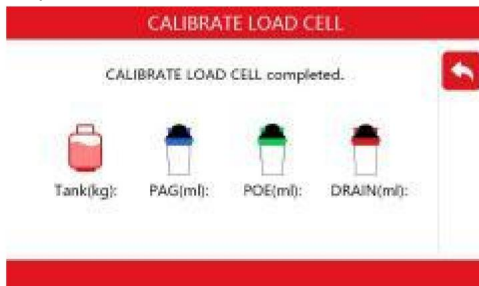 CALIBRATE LOAD CELL
CALIBRATE LOAD CELL completed.
Tank(kg): PAG(ml): POE(ml): DRAIN(ml):